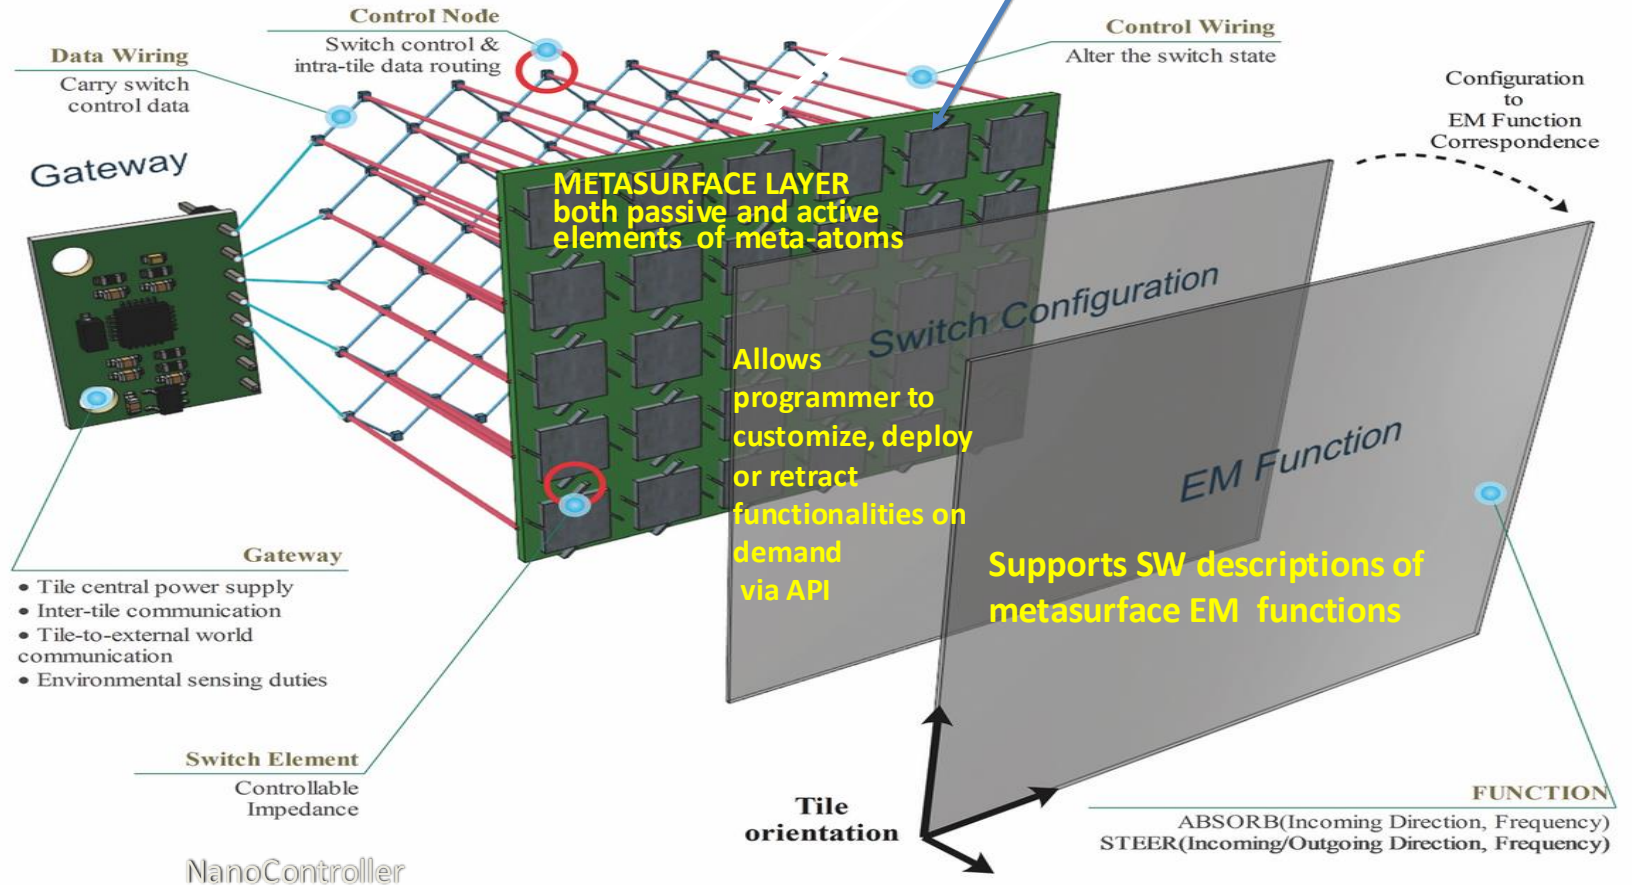 Control Node
Switch control &
intra-tile data routing
Data Wiring
Carry switch
control data
Control Wiring
Alter the switch state
Configuration
to
EM Function
Correspondence
Gateway
METASURFACE LAYER
both passive and active
elements of meta-atoms
Switch Configuration
Allows
programmer to
customize, deploy
or retract
functionalities on
demand
via API
EM Function
Supports SW descriptions of
metasurface EM functions
Gateway
• Tile central power supply
• Inter-tile communication
• Tile-to-external world
communication
• Environmental sensing duties
Switch Element
Controllable
Impedance
Tile
orientation
FUNCTION
ABSORB(Incoming Direction, Frequency)
STEER(Incoming/Outgoing Direction, Frequency)
NanoController